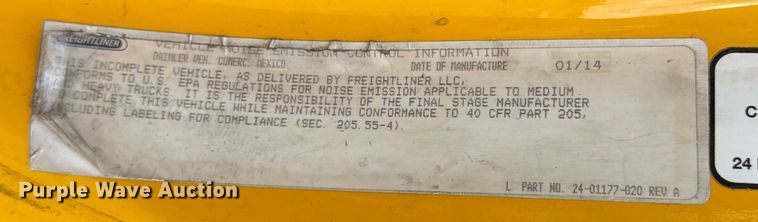 FREIGHTLINER
VEHICLE NOISE EMISSION CONTROL INFORMATION
DAIMLER VEH. COMERC. MEXICO DATE OF MANUFACTURE 01/14
THIS INCOMPLETE VEHICLE, AS DELIVERED BY FREIGHTLINER LLC,
CONFORMS TO U.S. EPA REGULATIONS FOR NOISE EMISSION APPLICABLE TO MEDIUM
AND HEAVY TRUCKS. IT IS THE RESPONSIBILITY OF THE FINAL STAGE MANUFACTURER
TO COMPLETE THIS VEHICLE WHILE MAINTAINING CONFORMANCE TO 40 CFR PART 205,
INCLUDING LABELING FOR COMPLIANCE (SEC. 205.55-4).
L PART NO. 24-01177-020 REV A
C
24
Purple Wave Auction